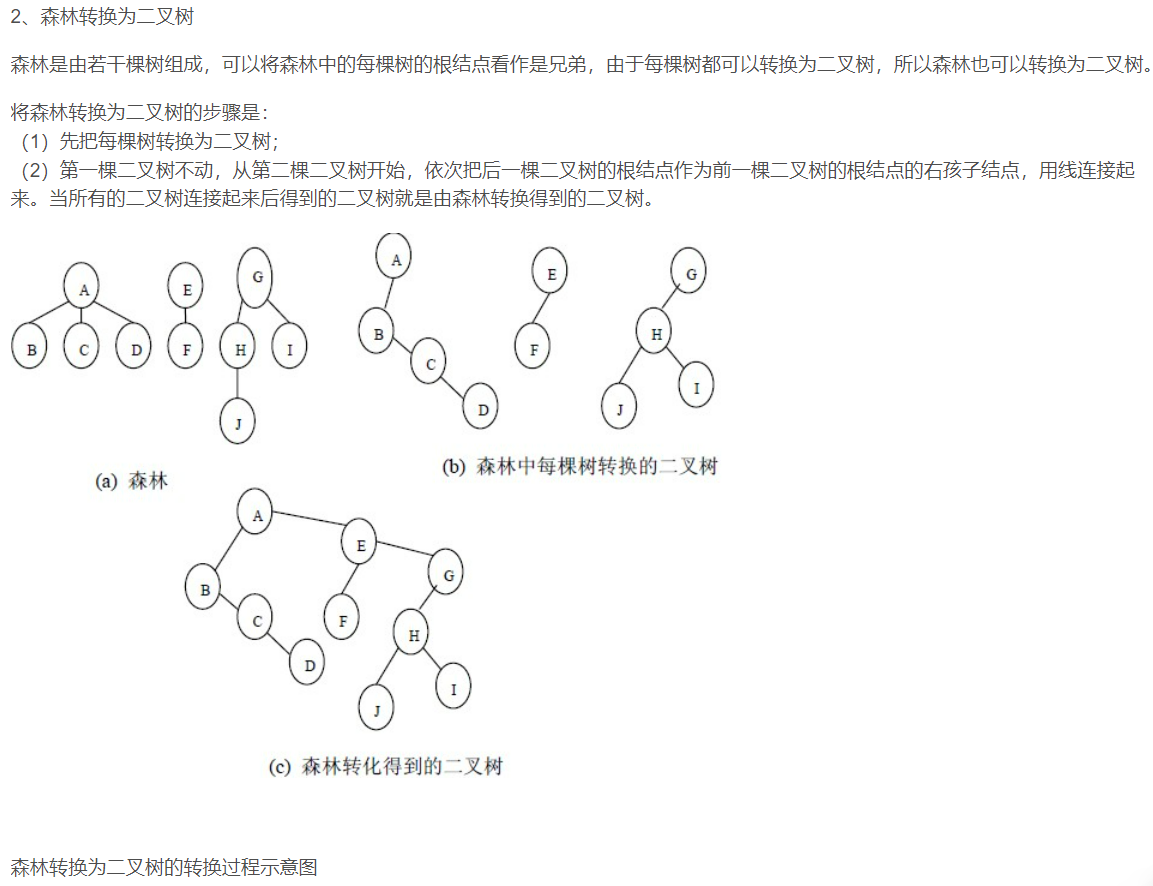 2、森林转换为二叉树
森林是由若干棵树组成，可以将森林中的每棵树的根结点看作是兄弟，由于每棵树都可以转换为二叉树，所以森林也可以转换为二叉树。
将森林转换为二叉树的步骤是：
（1）先把每棵树转换为二叉树；
（2）第一棵二叉树不动，从第二棵二叉树开始，依次把后一棵二叉树的根结点作为前一棵二叉树的根结点的右孩子结点，用线连接起
来。当所有的二叉树连接起来后得到的二叉树就是由森林转换得到的二叉树。
A E G
B C D F H I
J
A E G
B F H
C I
D J
(a) 森林
(b) 森林中每棵树转换的二叉树
A
E
G
B
C F H
D I
J
(c) 森林转化得到的二叉树
森林转换为二叉树的转换过程示意图